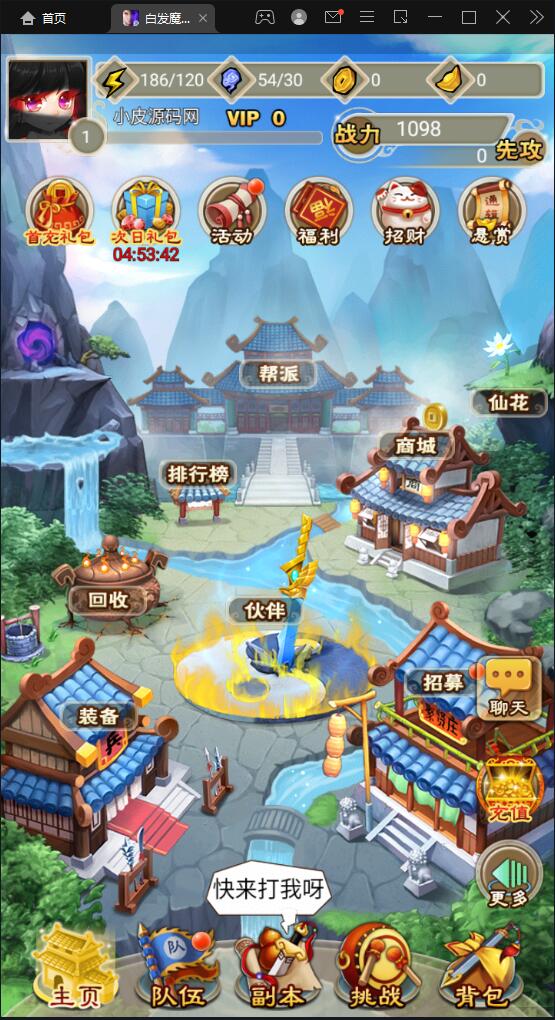 首页
白发魔...
186/120
54/30
0
0
1
小皮源码网
VIP 0
战力
1098
0
先攻
首充礼包
次日礼包
活动
福利
招财
悬赏
04:53:42
帮派
仙花
商城
商
排行榜
回收
伙伴
招募
聊天
装备
兵
充值
更多
快来打我呀
队
主页
队伍
副本
挑战
背包